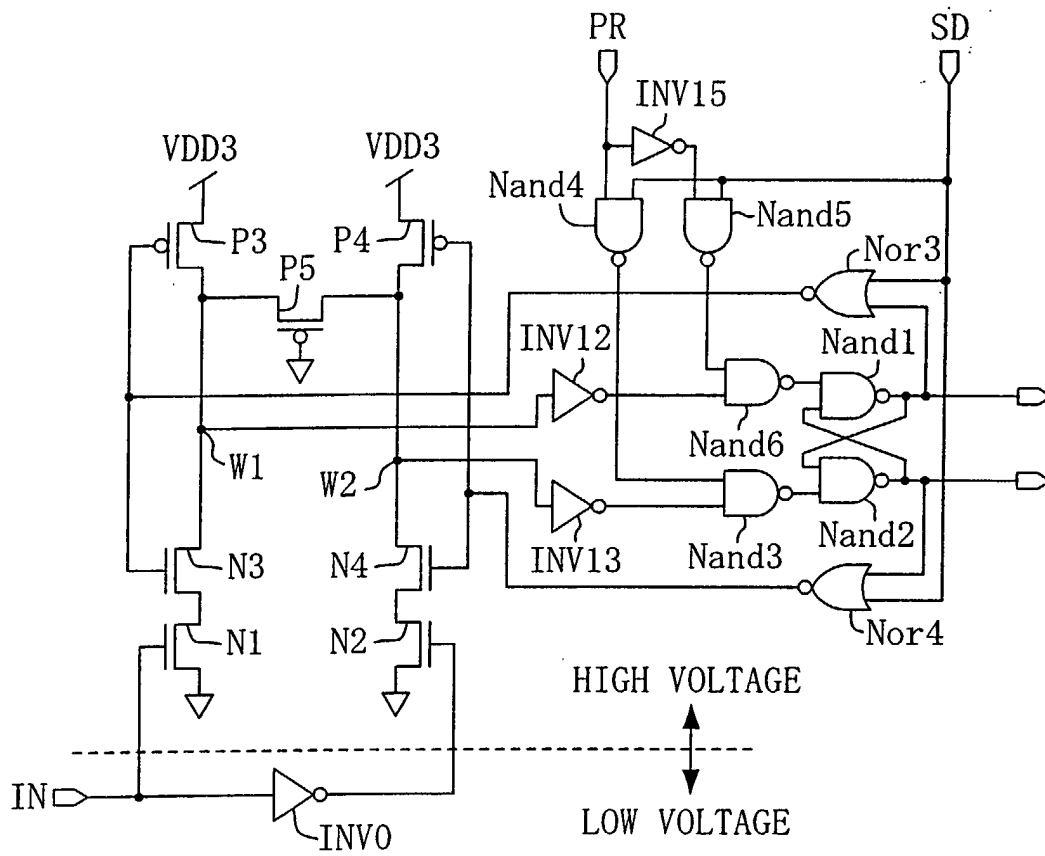 PR
SD
INV15
VDD3
VDD3
Nand4
Nand5
P3
P4
Nor3
P5
INV12
Nand1
W1
Nand6
W2
INV13
Nand3
Nand2
N3
N4
Nor4
N1
N2
HIGH VOLTAGE
IN
INV0
LOW VOLTAGE